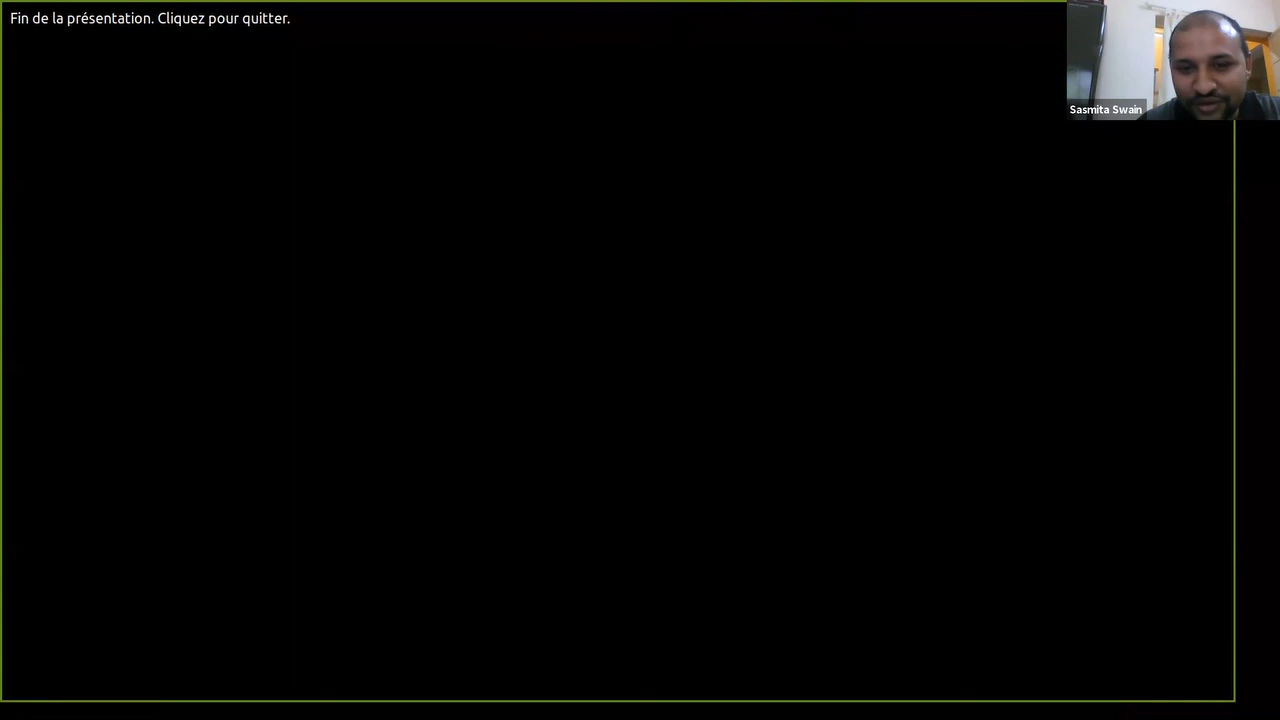 Fin de la présentation. Cliquez pour quitter.
Sasmita Swain